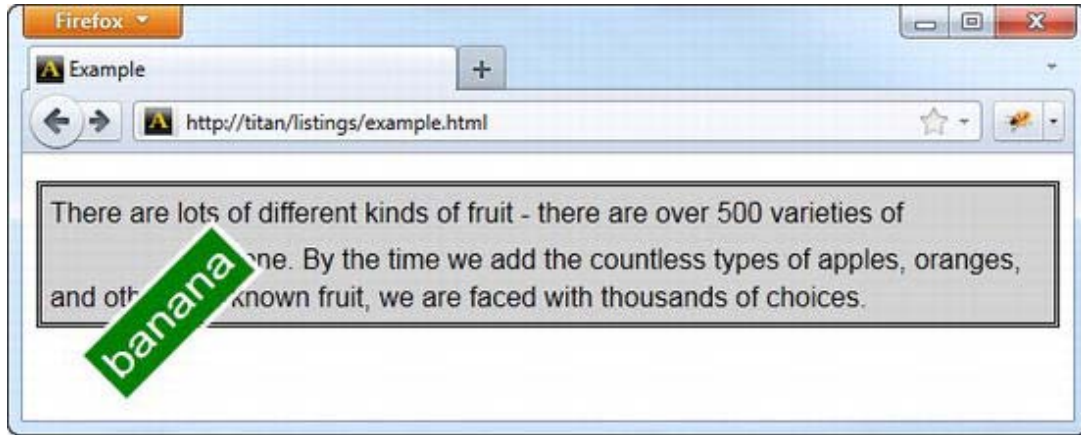 Firefox
Example
http://titan/listings/example.html
There are lots of different kinds of fruit - there are over 500 varieties of
banana one. By the time we add the countless types of apples, oranges,
and oth known fruit, we are faced with thousands of choices.